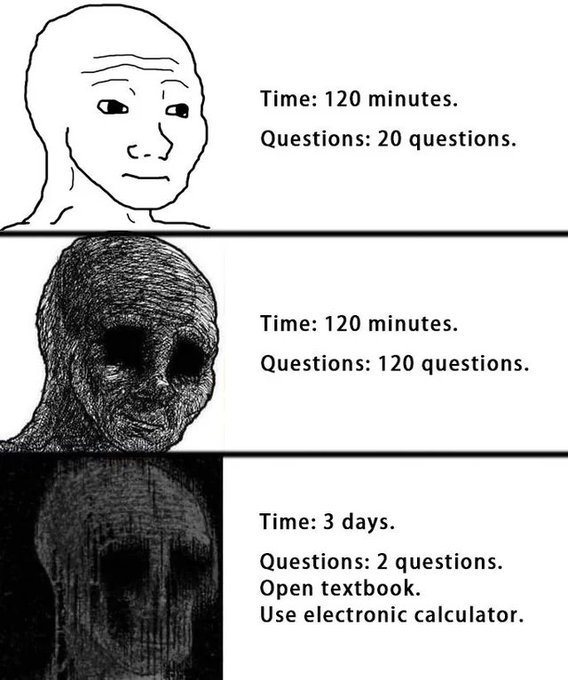 Time: 120 minutes.
Questions: 20 questions.
Time: 120 minutes.
Questions: 120 questions.
Time: 3 days.
Questions: 2 questions.
Open textbook.
Use electronic calculator.